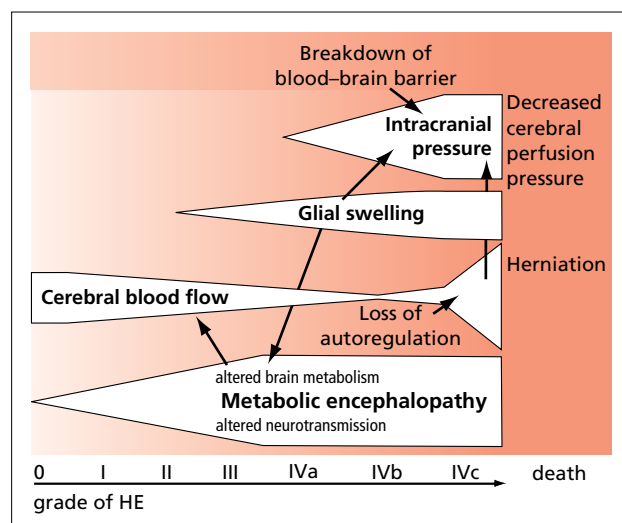 Breakdown of
blood–brain barrier
Intracranial
pressure
Decreased
cerebral
perfusion
pressure
Glial swelling
Herniation
Cerebral blood flow
Loss of
autoregulation
altered brain metabolism
Metabolic encephalopathy
altered neurotransmission
0 I II III IVa IVb IVc death
grade of HE